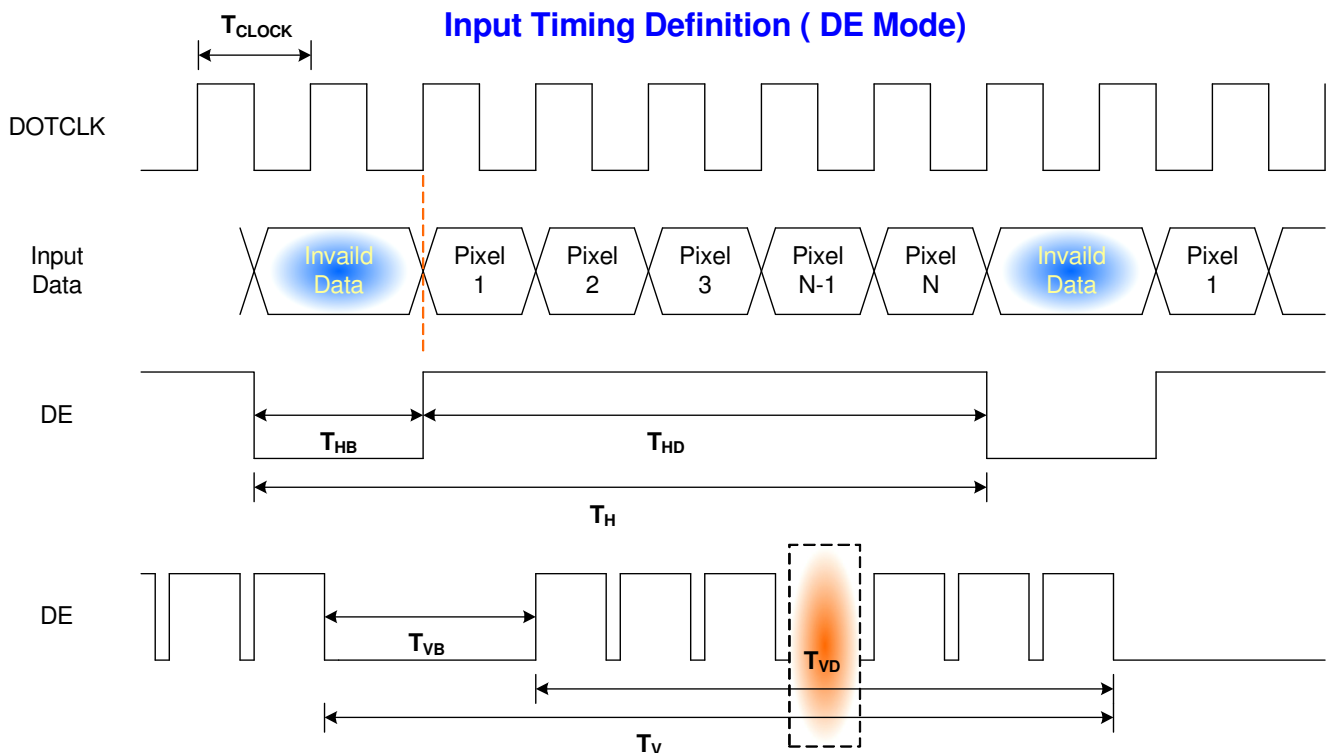 Input Timing Definition ( DE Mode)
TCLOCK
DOTCLK
Input
Data
Invaild
Data
Pixel
1
Pixel
2
Pixel
3
Pixel
N-1
Pixel
N
Invaild
Data
Pixel
1
DE
THB
THD
TH
DE
TVB
TVD
TV